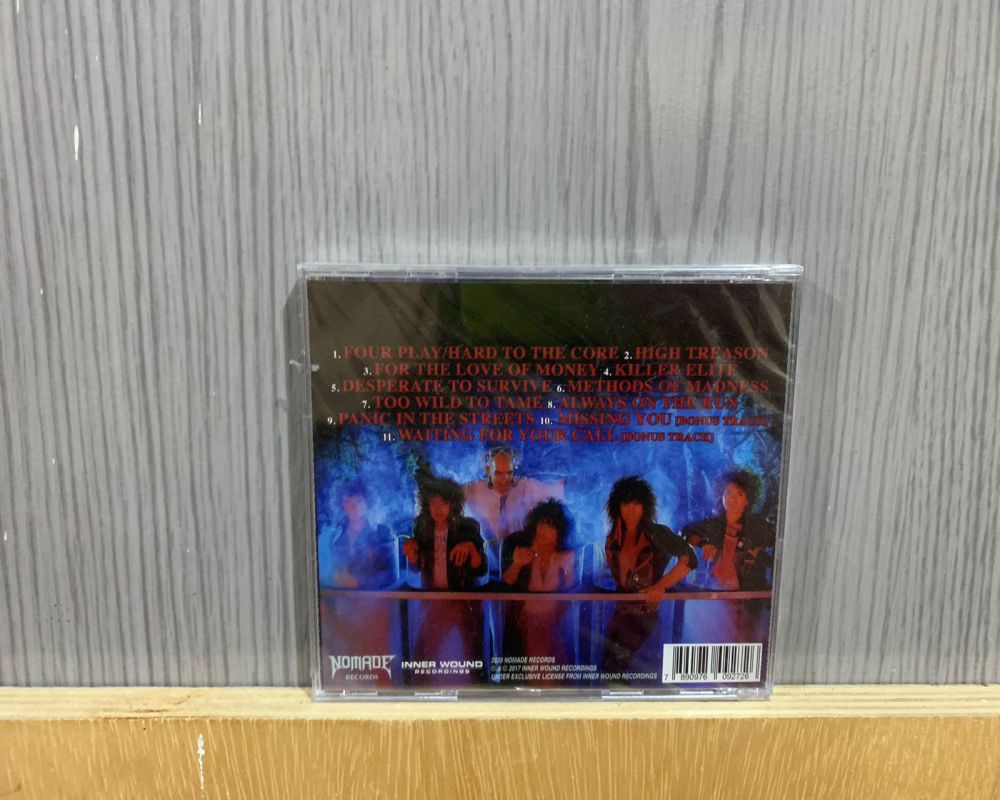 1. FOUR PLAY/HARD TO THE CORE 2. HIGH TREASON
3. FOR THE LOVE OF MONEY 4. KILLER ELITE
5. DESPERATE TO SURVIVE 6. METHODS OF MADNESS
7. TOO WILD TO TAME 8. ALWAYS ON THE RUN
9. PANIC IN THE STREETS 10. MISSING YOU [BONUS TRACK]
11. WAITING FOR YOUR CALL [BONUS TRACK]
NOMADE
RECORDS
INNER WOUND
RECORDINGS
2020 NOMADE RECORDS
℗ & © 2017 INNER WOUND RECORDINGS
UNDER EXCLUSIVE LICENSE FROM INNER WOUND RECORDINGS
7 890976 092726